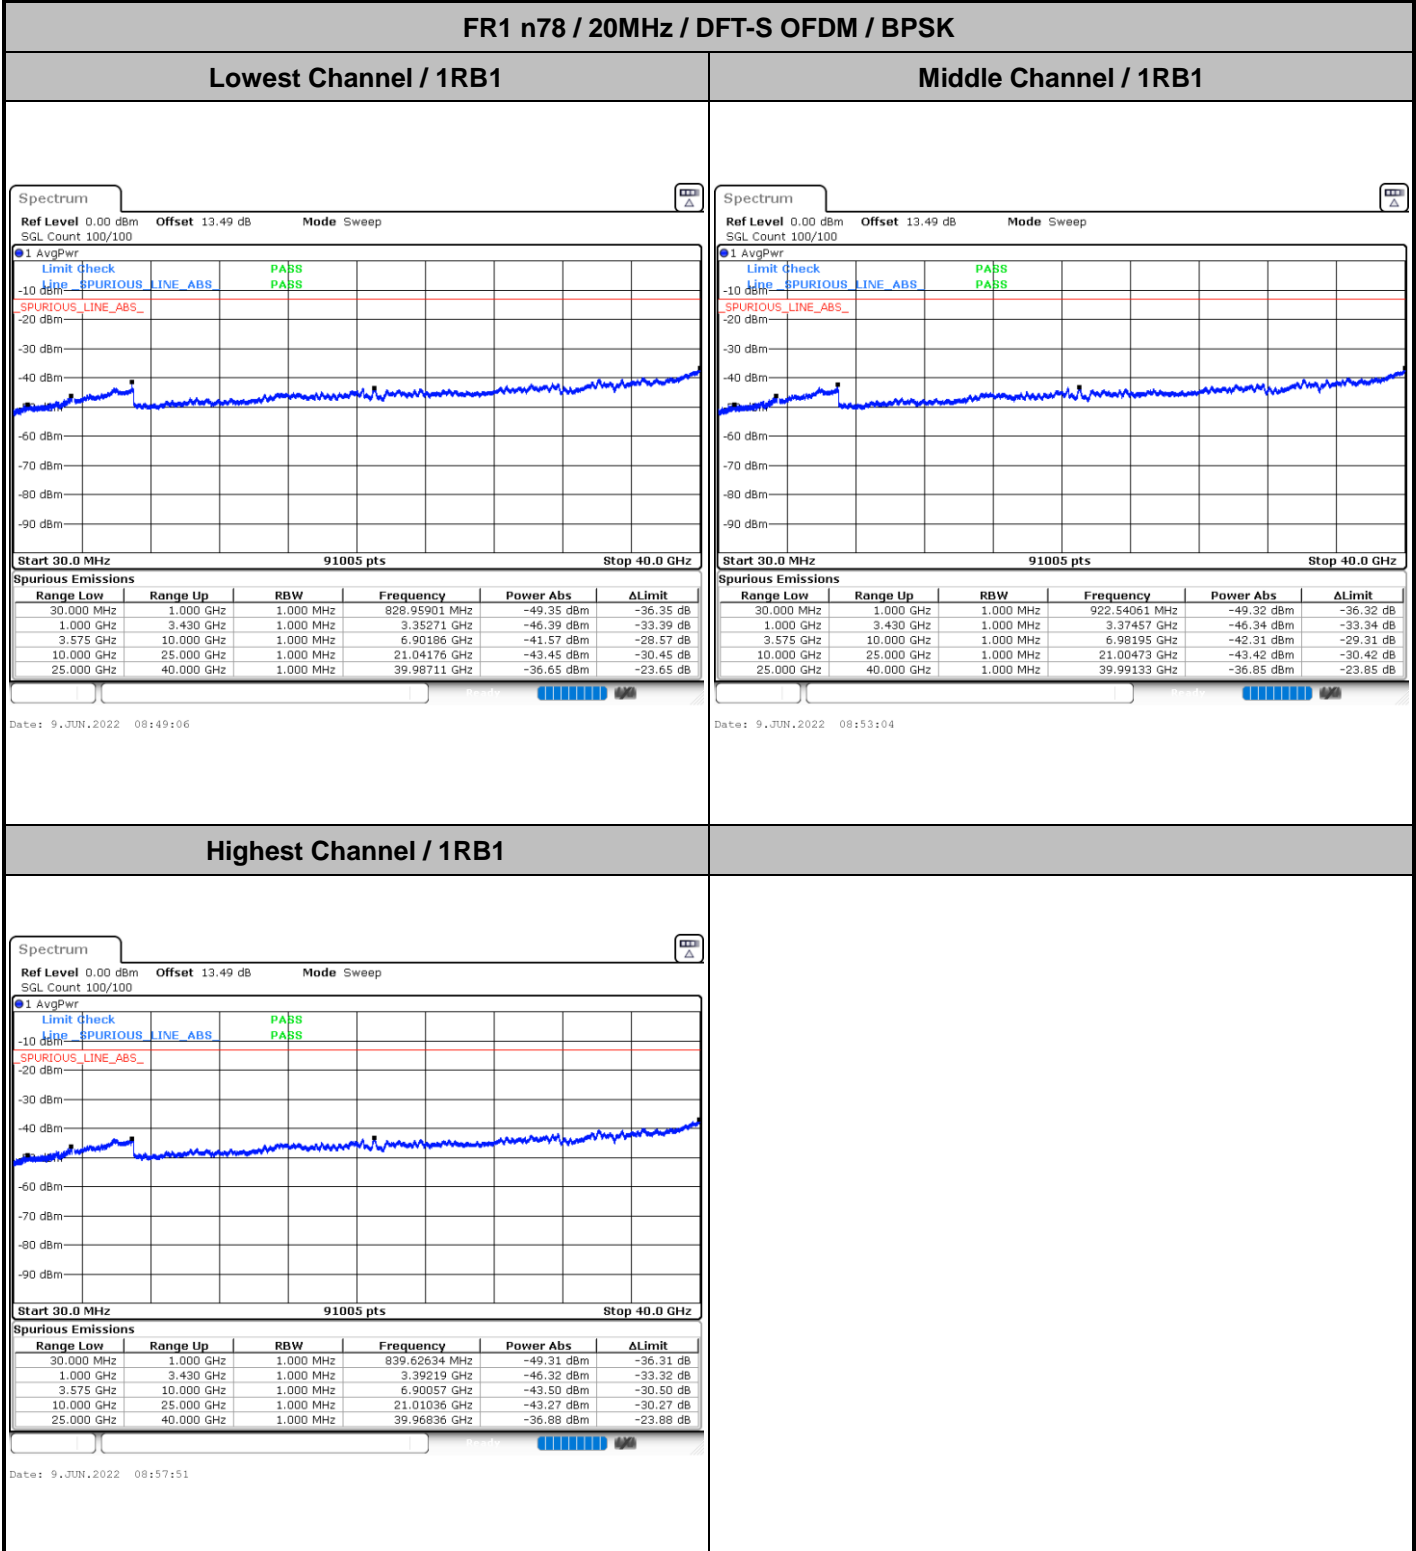 FR1 n78 / 20MHz / DFT-S OFDM / BPSK
Lowest Channel / 1RB1
Middle Channel / 1RB1
Spectrum
Ref Level 0.00 dBm Offset 13.49 dB Mode Sweep
SGL Count 100/100
1 AvgPwr
Limit Check PASS
Line _SPURIOUS_LINE_ABS_ PASS
-10 dBm
_SPURIOUS_LINE_ABS_
-20 dBm
-30 dBm
-40 dBm
-60 dBm
-70 dBm
-80 dBm
-90 dBm
Start 30.0 MHz 91005 pts Stop 40.0 GHz
Spurious Emissions
Range Low Range Up RBW Frequency Power Abs ΔLimit
30.000 MHz 1.000 GHz 1.000 MHz 828.95901 MHz -49.35 dBm -36.35 dB
1.000 GHz 3.430 GHz 1.000 MHz 3.35271 GHz -46.39 dBm -33.39 dB
3.575 GHz 10.000 GHz 1.000 MHz 6.90186 GHz -41.57 dBm -28.57 dB
10.000 GHz 25.000 GHz 1.000 MHz 21.04176 GHz -43.45 dBm -30.45 dB
25.000 GHz 40.000 GHz 1.000 MHz 39.98711 GHz -36.65 dBm -23.65 dB
Ready
Date: 9.JUN.2022 08:49:06
Spectrum
Ref Level 0.00 dBm Offset 13.49 dB Mode Sweep
SGL Count 100/100
1 AvgPwr
Limit Check PASS
Line _SPURIOUS_LINE_ABS_ PASS
-10 dBm
_SPURIOUS_LINE_ABS_
-20 dBm
-30 dBm
-40 dBm
-60 dBm
-70 dBm
-80 dBm
-90 dBm
Start 30.0 MHz 91005 pts Stop 40.0 GHz
Spurious Emissions
Range Low Range Up RBW Frequency Power Abs ΔLimit
30.000 MHz 1.000 GHz 1.000 MHz 922.54061 MHz -49.32 dBm -36.32 dB
1.000 GHz 3.430 GHz 1.000 MHz 3.37457 GHz -46.34 dBm -33.34 dB
3.575 GHz 10.000 GHz 1.000 MHz 6.98195 GHz -42.31 dBm -29.31 dB
10.000 GHz 25.000 GHz 1.000 MHz 21.00473 GHz -43.42 dBm -30.42 dB
25.000 GHz 40.000 GHz 1.000 MHz 39.99133 GHz -36.85 dBm -23.85 dB
Ready
Date: 9.JUN.2022 08:53:04
Highest Channel / 1RB1
Spectrum
Ref Level 0.00 dBm Offset 13.49 dB Mode Sweep
SGL Count 100/100
1 AvgPwr
Limit Check PASS
Line _SPURIOUS_LINE_ABS_ PASS
-10 dBm
_SPURIOUS_LINE_ABS_
-20 dBm
-30 dBm
-40 dBm
-60 dBm
-70 dBm
-80 dBm
-90 dBm
Start 30.0 MHz 91005 pts Stop 40.0 GHz
Spurious Emissions
Range Low Range Up RBW Frequency Power Abs ΔLimit
30.000 MHz 1.000 GHz 1.000 MHz 839.62634 MHz -49.31 dBm -36.31 dB
1.000 GHz 3.430 GHz 1.000 MHz 3.39219 GHz -46.32 dBm -33.32 dB
3.575 GHz 10.000 GHz 1.000 MHz 6.90057 GHz -43.50 dBm -30.50 dB
10.000 GHz 25.000 GHz 1.000 MHz 21.01036 GHz -43.27 dBm -30.27 dB
25.000 GHz 40.000 GHz 1.000 MHz 39.96836 GHz -36.88 dBm -23.88 dB
Ready
Date: 9.JUN.2022 08:57:51